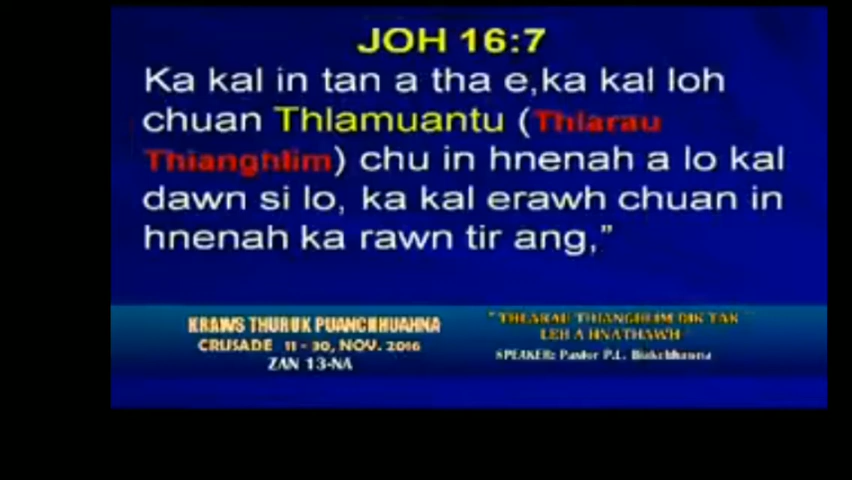 JOH 16:7
Ka kal in tan a tha e,ka kal loh
chuan Thlamuantu (Thlarau
Thianghlim) chu in hnenah a lo kal
dawn si lo, ka kal erawh chuan in
hnenah ka rawn tir ang,”
KRAWS THURUK PUANCHHUAHNA
CRUSADE 11 - 30, NOV. 2016
ZAN 13-NA
" THLARAU THIANGHLIM DIK TAK
LEH A HNATHAWH
SPEAKER: Pastor P.L.